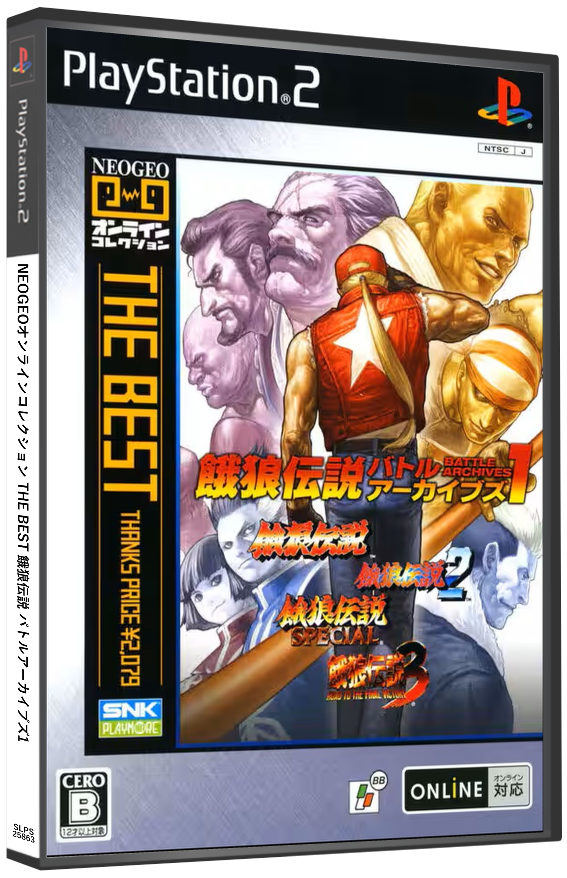 PlayStation®2
NTSC J
NEOGEO
オンライン
コレクション
THE BEST
THANKS PRICE ¥2,079
餓狼伝説 バトル
アーカイブズ1
BATTLE
ARCHIVES
餓狼伝説
餓狼伝説2
餓狼伝説
SPECIAL
餓狼伝説3
ROAD TO THE FINAL VICTORY
SNK
PLAYMORE
CERO
B
12才以上対象
BB
ONLiNE
オンライン
対応
PlayStation®2
NEOGEOオンラインコレクション THE BEST 餓狼伝説 バトルアーカイブズ1
SLPS
25863